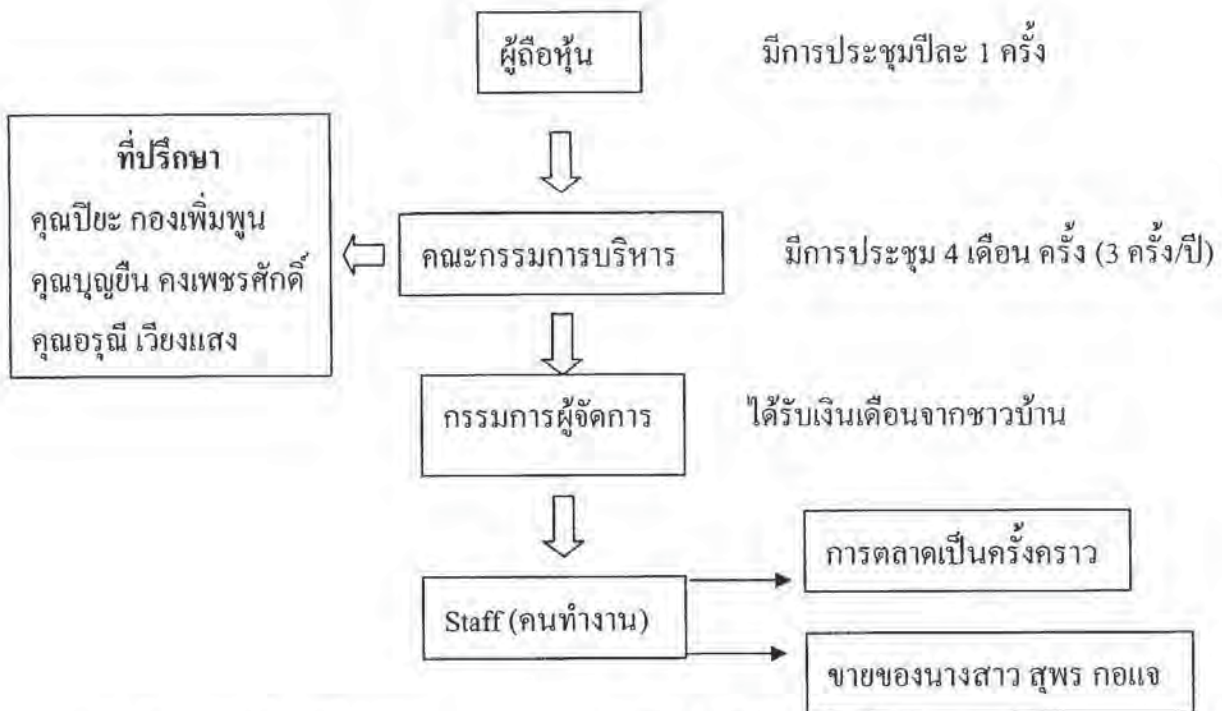 ผู้ถือหุ้น
มีการประชุมปีละ 1 ครั้ง
ที่ปรึกษา
คุณปิยะ กองเพิ่มพูน
คุณบุญยืน คงเพชรศักดิ์
คุณอรุณี เวียงแสง
คณะกรรมการบริหาร
มีการประชุม 4 เดือน ครั้ง (3 ครั้ง/ปี)
กรรมการผู้จัดการ
ได้รับเงินเดือนจากชาวบ้าน
Staff (คนทำงาน)
การตลาดเป็นครั้งคราว
ขายของนางสาว สุพร กอแจ